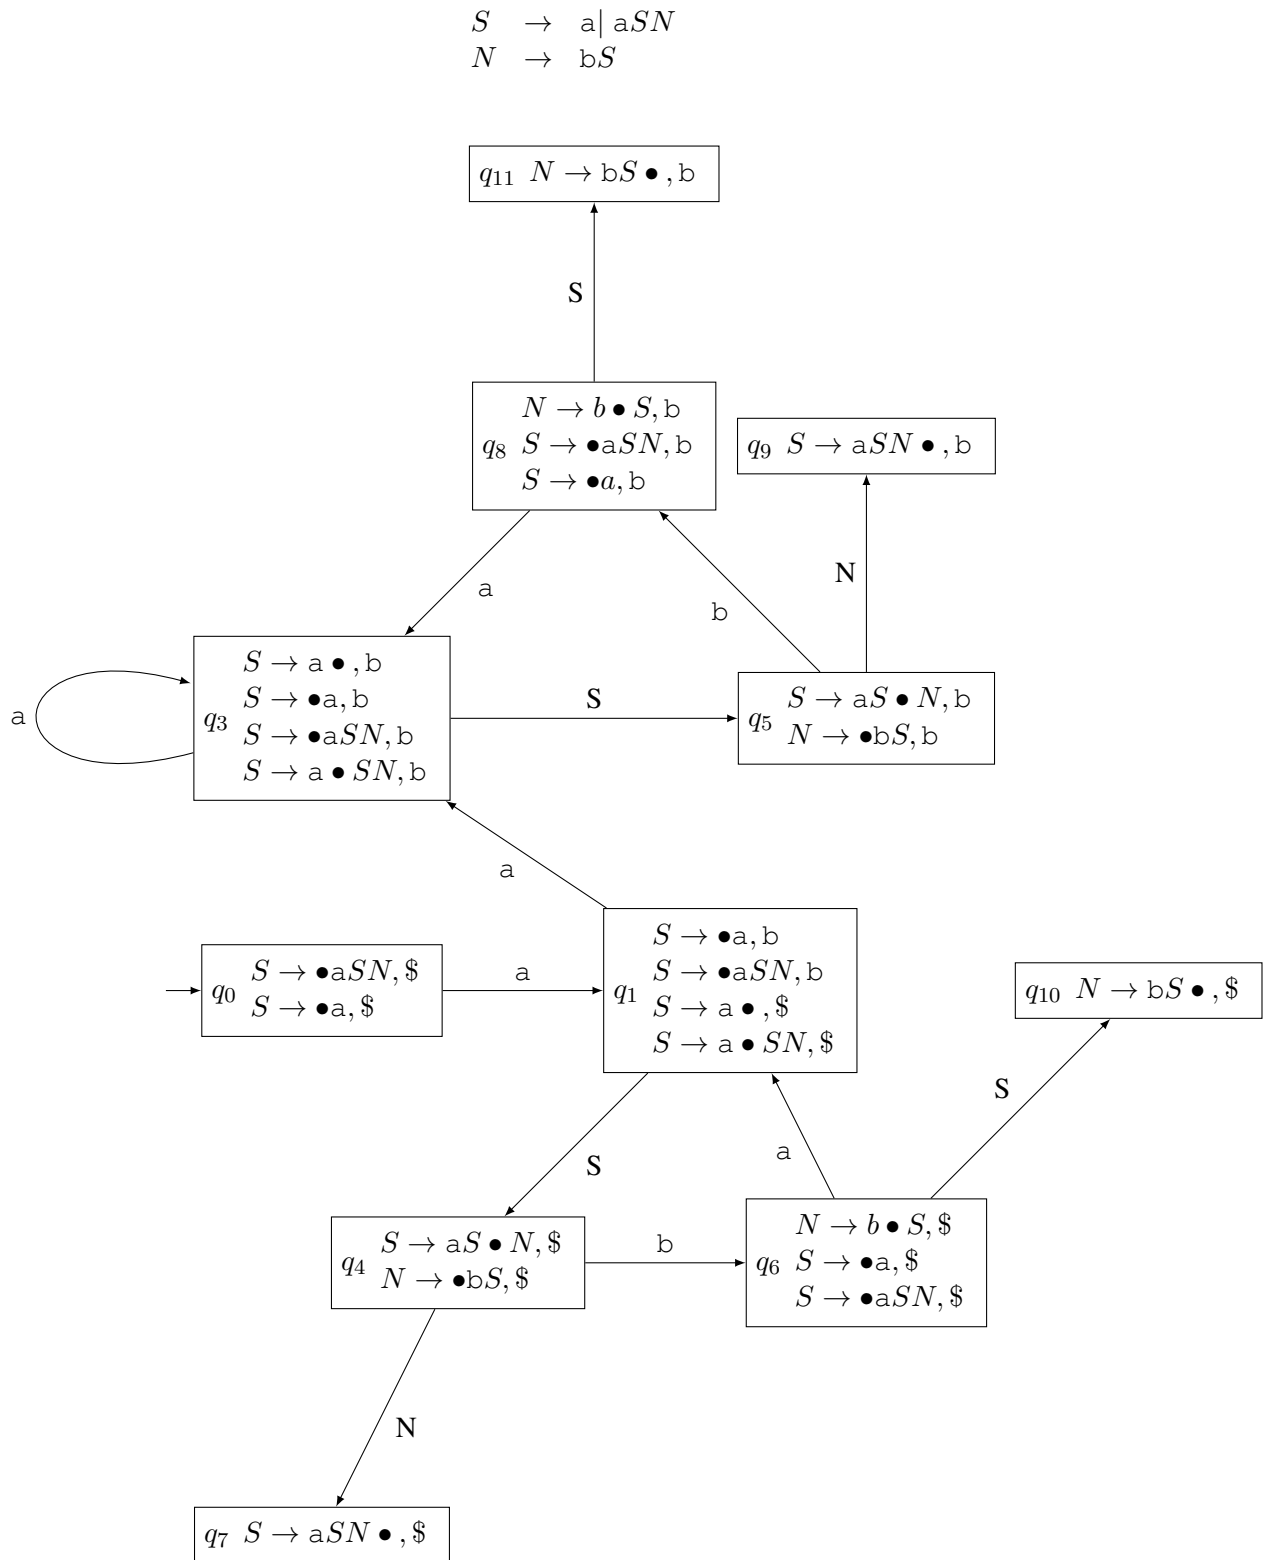 S → a| aSN
N → bS
q11 N → bS • , b
S
N → b • S, b
q8 S → •aSN, b
S → •a, b
q9 S → aSN • , b
a
b
N
S → a • , b
S → •a, b
q3 S → •aSN, b
S → a • SN, b
a
S
S → aS • N, b
q5 N → •bS, b
a
S → •aSN, $
q0 S → •a, $
a
S → •a, b
S → •aSN, b
q1 S → a • , $
S → a • SN, $
q10 N → bS • , $
S
a
S
S → aS • N, $
q4 N → •bS, $
b
N → b • S, $
q6 S → •a, $
S → •aSN, $
N
q7 S → aSN • , $